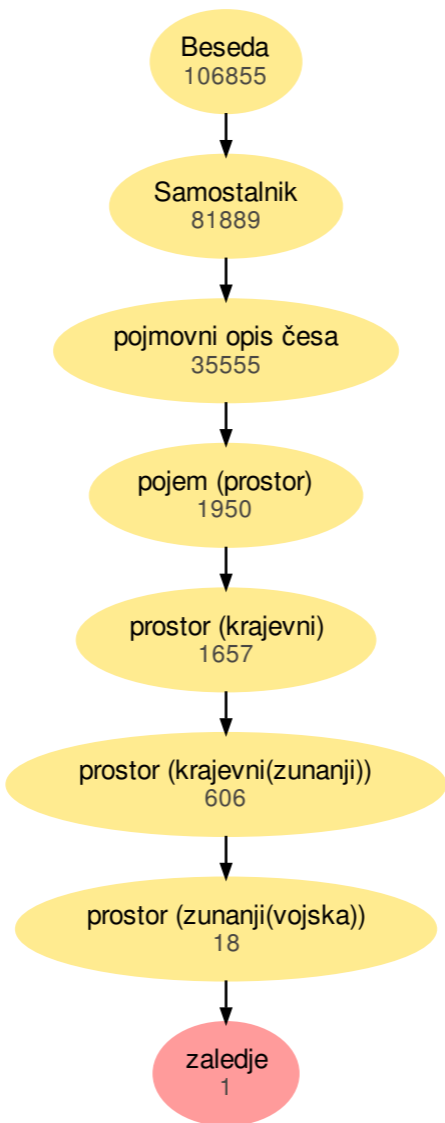 Beseda
106855
Samostalnik
81889
pojmovni opis česa
35555
pojem (prostor)
1950
prostor (krajevni)
1657
prostor (krajevni(zunanji))
606
prostor (zunanji(vojska))
18
zaledje
1